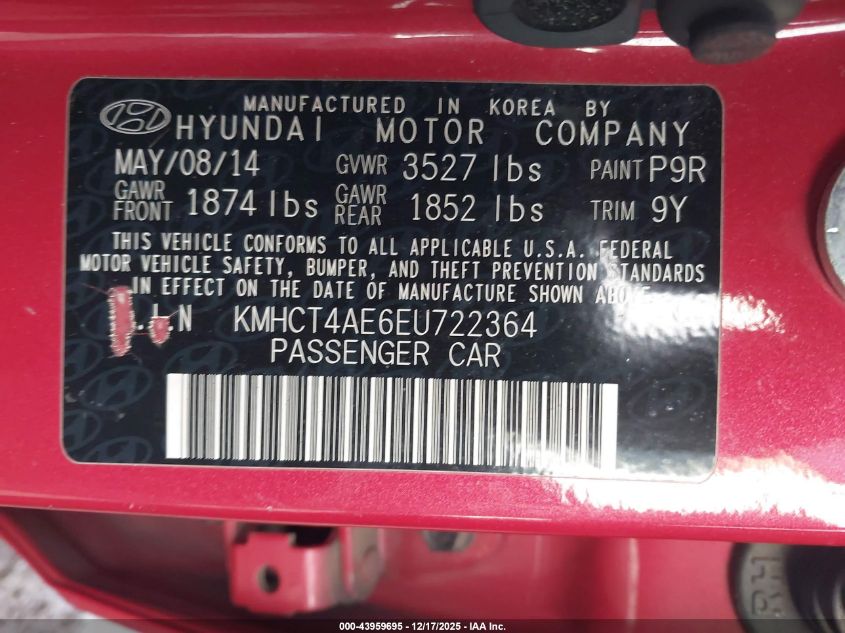 MANUFACTURED IN KOREA BY
HYUNDAI MOTOR COMPANY
MAY/08/14 GVWR 3527 lbs PAINT P9R
GAWR FRONT 1874 lbs GAWR REAR 1852 lbs TRIM 9Y
THIS VEHICLE CONFORMS TO ALL APPLICABLE U.S.A. FEDERAL
MOTOR VEHICLE SAFETY, BUMPER, AND THEFT PREVENTION STANDARDS
IN EFFECT ON THE DATE OF MANUFACTURE SHOWN ABOVE
.I.N KMHCT4AE6EU722364
PASSENGER CAR
RH
000-43959695 - 12/17/2025 - IAA Inc.